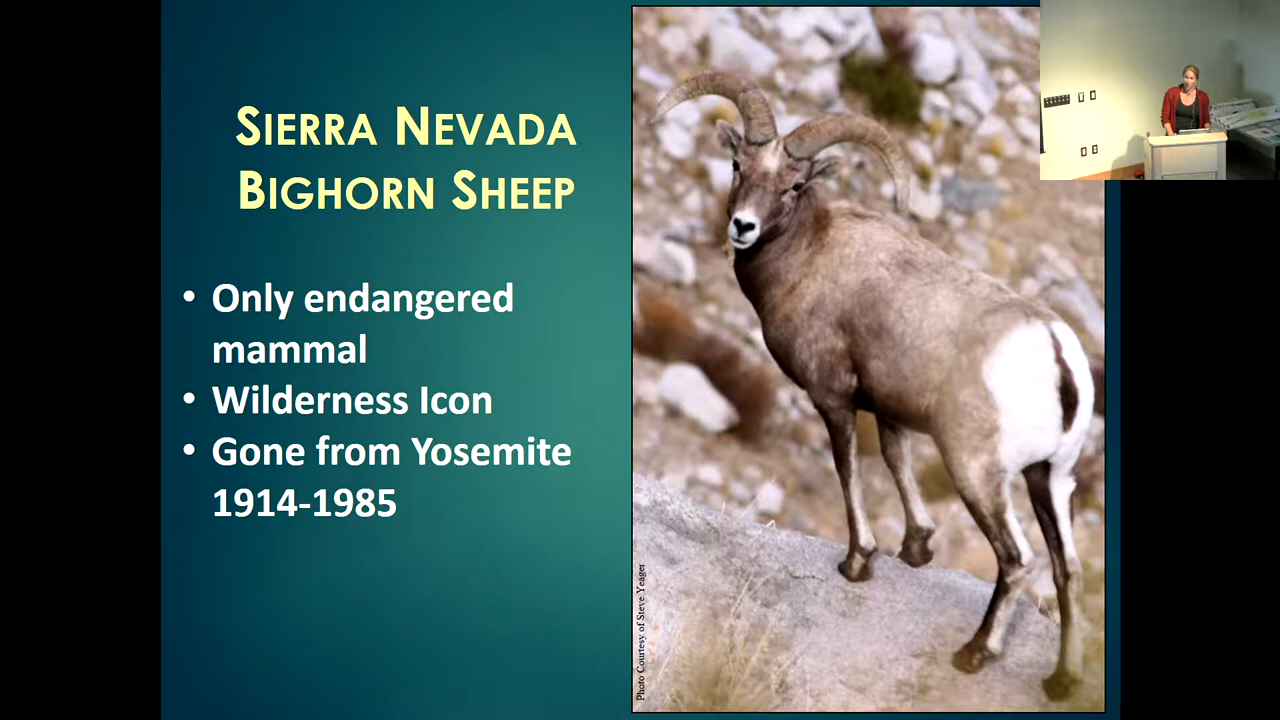 SIERRA NEVADA
BIGHORN SHEEP
• Only endangered
mammal
• Wilderness Icon
• Gone from Yosemite
1914-1985
Photo Courtesy of Steve Yeager